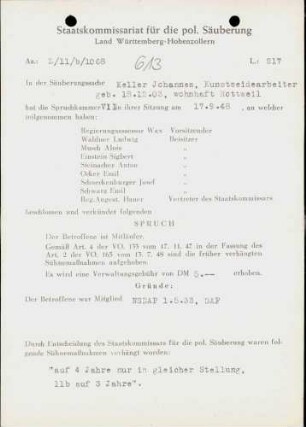 Staatskommissariat für die pol. Säuberung
Land Württemberg-Hohenzollern
Az.: L/11/b/1068 L.: 217
613
In der Säuberungssache Keller Johannes, Kunstseidearbeiter
geb. 18.12.03, wohnhaft Rottweil
hat die Spruchkammer VII in ihrer Sitzung am 17.9.48, an welcher
teilgenommen haben:
Regierungsassessor Wax Vorsitzender
Waldner Ludwig Beisitzer
Mussh Alois "
Einstein Sigbert "
Steinacher Anton "
Osker Emil "
Schneckenburger Josef "
Schwarz Emil "
Reg.Angest. Hauer Vertreter des Staatskommissars
beschlossen und verkündet folgenden
SPRUCH
Der Betroffene ist Mitläufer.
Gemäß Art. 4 der VO. 133 vom 17. 11. 47 in der Fassung des
Art. 2 der VO. 165 vom 13. 7. 48 sind die früher verhängten
Sühnemaßnahmen aufgehoben.
Es wird eine Verwaltungsgebühr von DM 5.-- erhoben.
Gründe:
Der Betroffene war Mitglied NSDAP 1.5.33, DAF
Durch Entscheidung des Staatskommissars für die pol. Säuberung waren fol-
gende Sühnemaßnahmen verhängt worden:
"auf 4 Jahre nur in gleicher Stellung,
11b auf 3 Jahre".